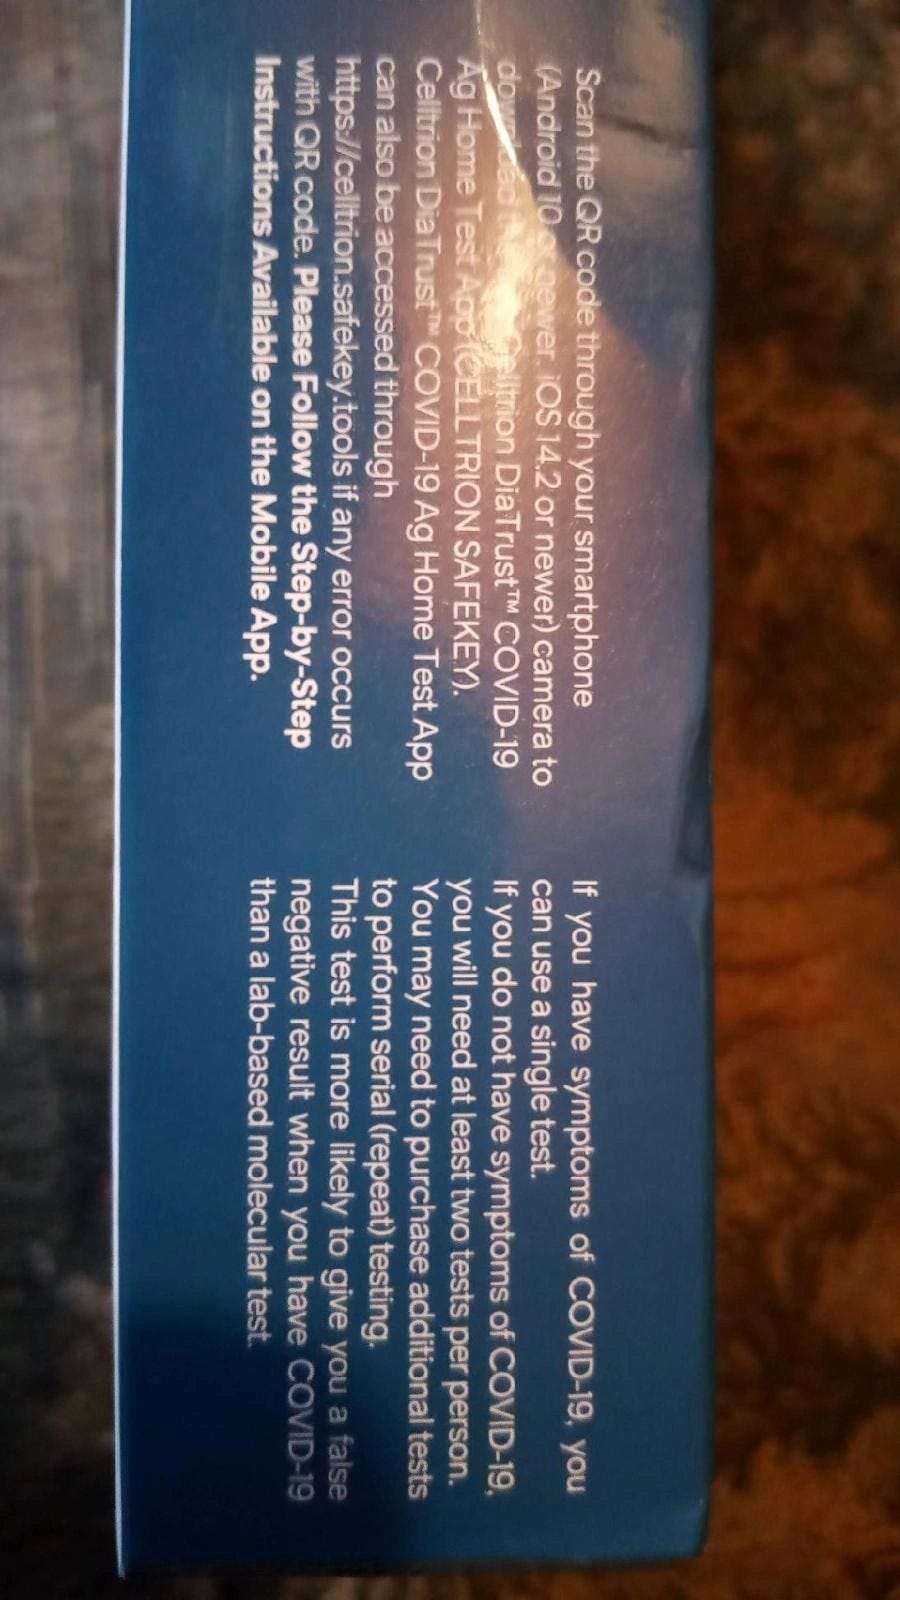 Scan the QR code through your smartphone
(Android 10 newer, iOS 14.2 or newer) camera to
download Celltrion DiaTrust™ COVID-19
Ag Home Test App (CELLTRION SAFEKEY).
Celltrion DiaTrust™ COVID-19 Ag Home Test App
can also be accessed through
https://celltrion.safekey.tools if any error occurs
with QR code. Please Follow the Step-by-Step
Instructions Available on the Mobile App.
If you have symptoms of COVID-19, you
can use a single test.
If you do not have symptoms of COVID-19,
you will need at least two tests per person.
You may need to purchase additional tests
to perform serial (repeat) testing.
This test is more likely to give you a false
negative result when you have COVID-19
than a lab-based molecular test.